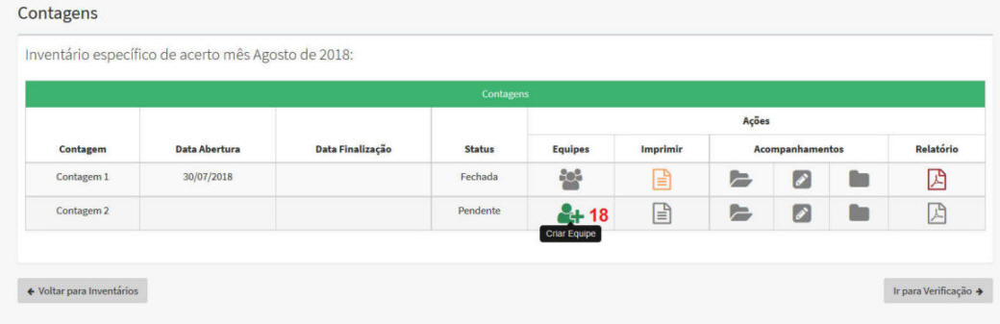 Contagens
Inventário específico de acerto mês Agosto de 2018:
Contagens
Ações
Contagem Data Abertura Data Finalização Status Equipes Imprimir Acompanhamentos Relatório
Contagem 1 30/07/2018 Fechada
Contagem 2 Pendente 18
Criar Equipe
Voltar para Inventários Ir para Verificação